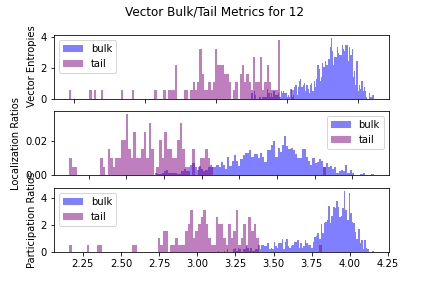 Vector Bulk/Tail Metrics for 12
Vector Entropies
4
2
0
bulk
tail
Localization Ratios
0.02
0.00
bulk
tail
Participation Ratios
4
2
0
bulk
tail
2.25 2.50 2.75 3.00 3.25 3.50 3.75 4.00 4.25